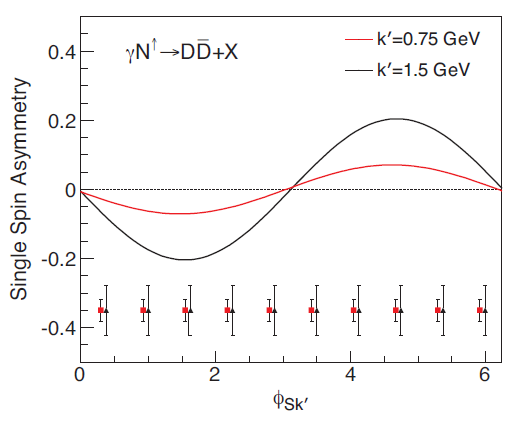 γN↑→DD̅+X
k′=0.75 GeV
k′=1.5 GeV
Single Spin Asymmetry
0.4
0.2
0
-0.2
-0.4
0
2
4
6
ϕSk′